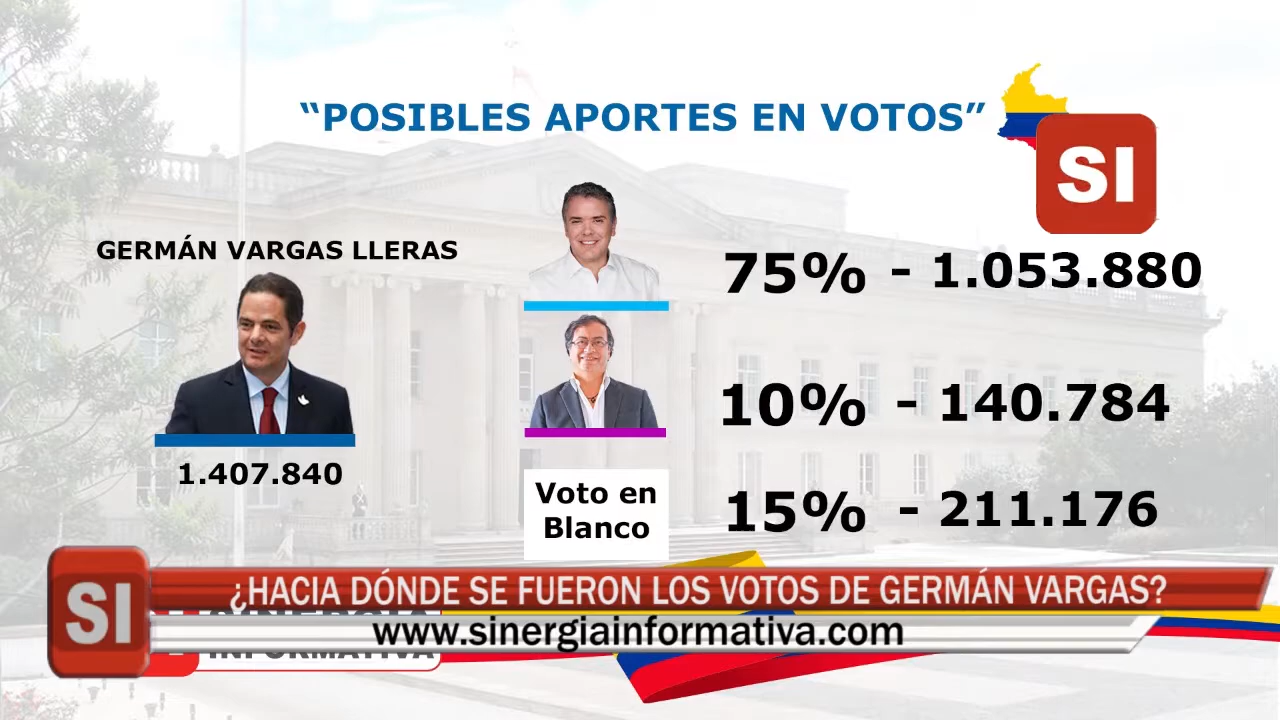 “POSIBLES APORTES EN VOTOS”
SI
GERMÁN VARGAS LLERAS
1.407.840
75% - 1.053.880
10% - 140.784
Voto en
Blanco
15% - 211.176
SI
¿HACIA DÓNDE SE FUERON LOS VOTOS DE GERMÁN VARGAS?
www.sinergiainformativa.com